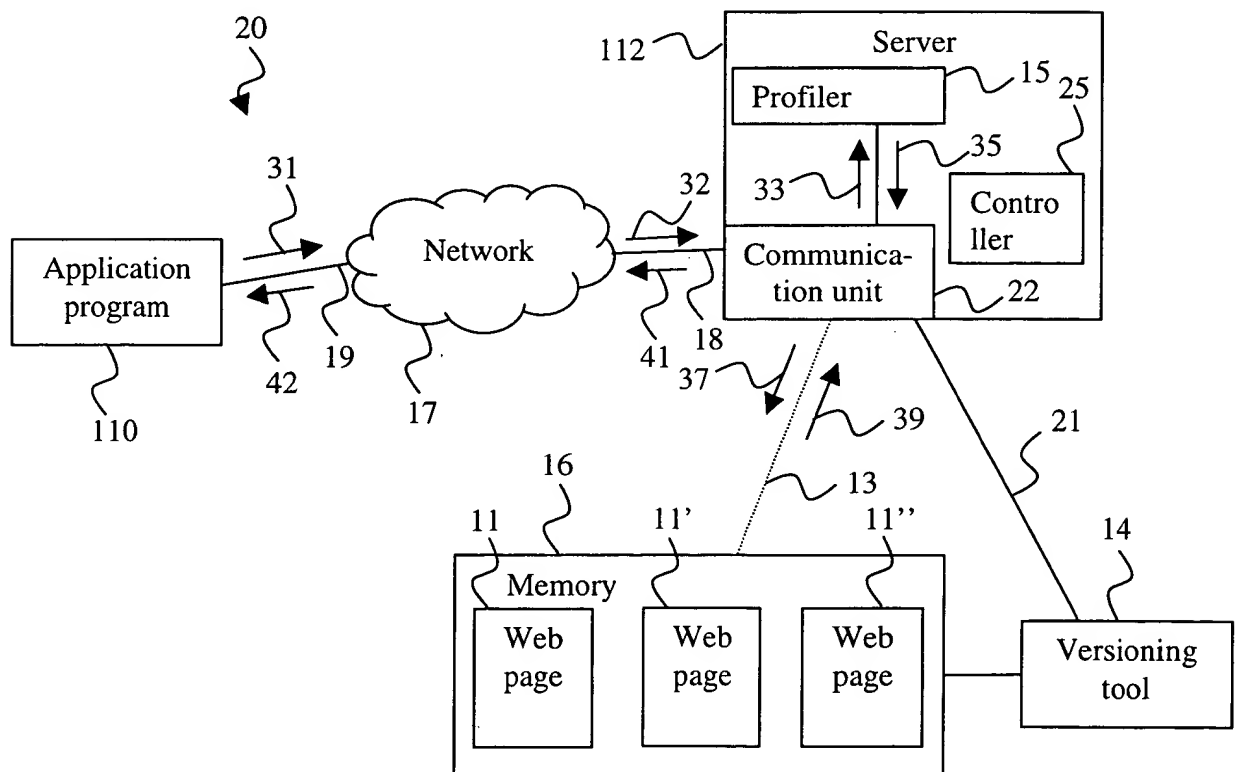 20
112
Server
15
Profiler
25
35
31
33
32
Contro
ller
Network
Application
program
Communica-
tion unit
22
19
18
42
41
37
17
110
39
21
16
13
11
11'
11''
14
Memory
Web
page
Web
page
Web
page
Versioning
tool